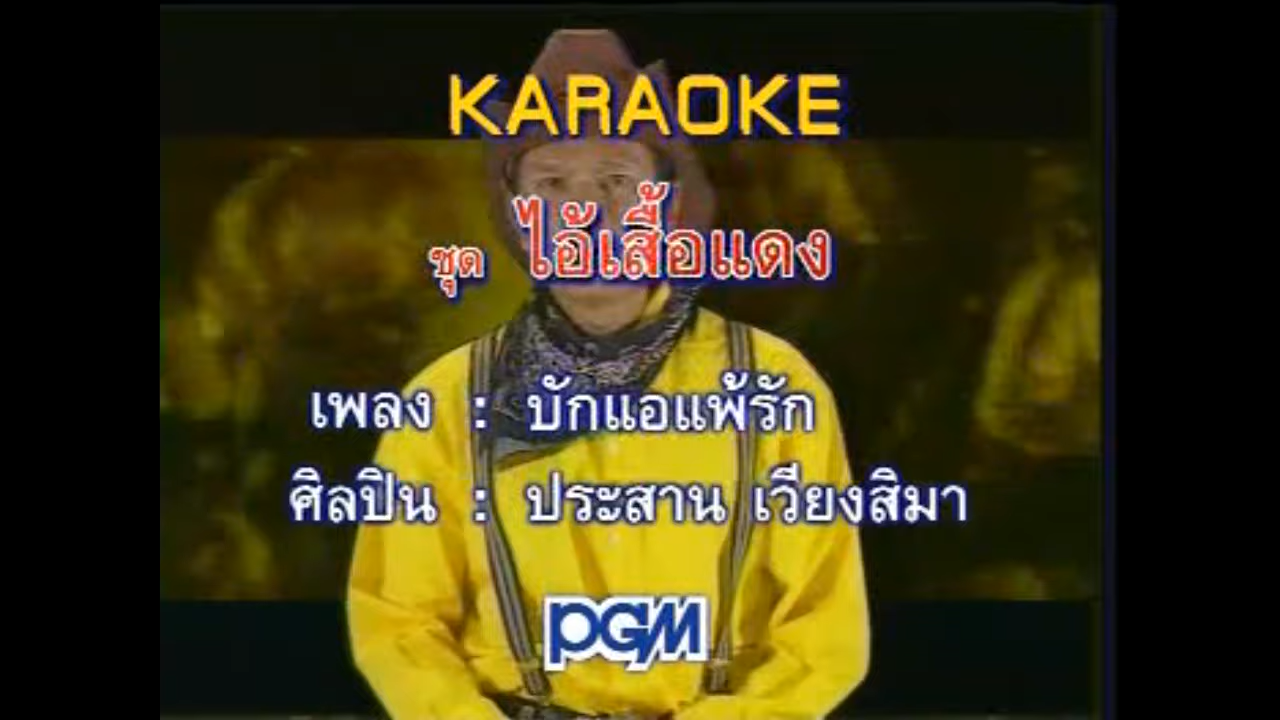 KARAOKE
ชุด ไอ้เสื้อแดง
เพลง : บักแอแพ้รัก
ศิลปิน : ประสาน เวียงสิมา
PGM